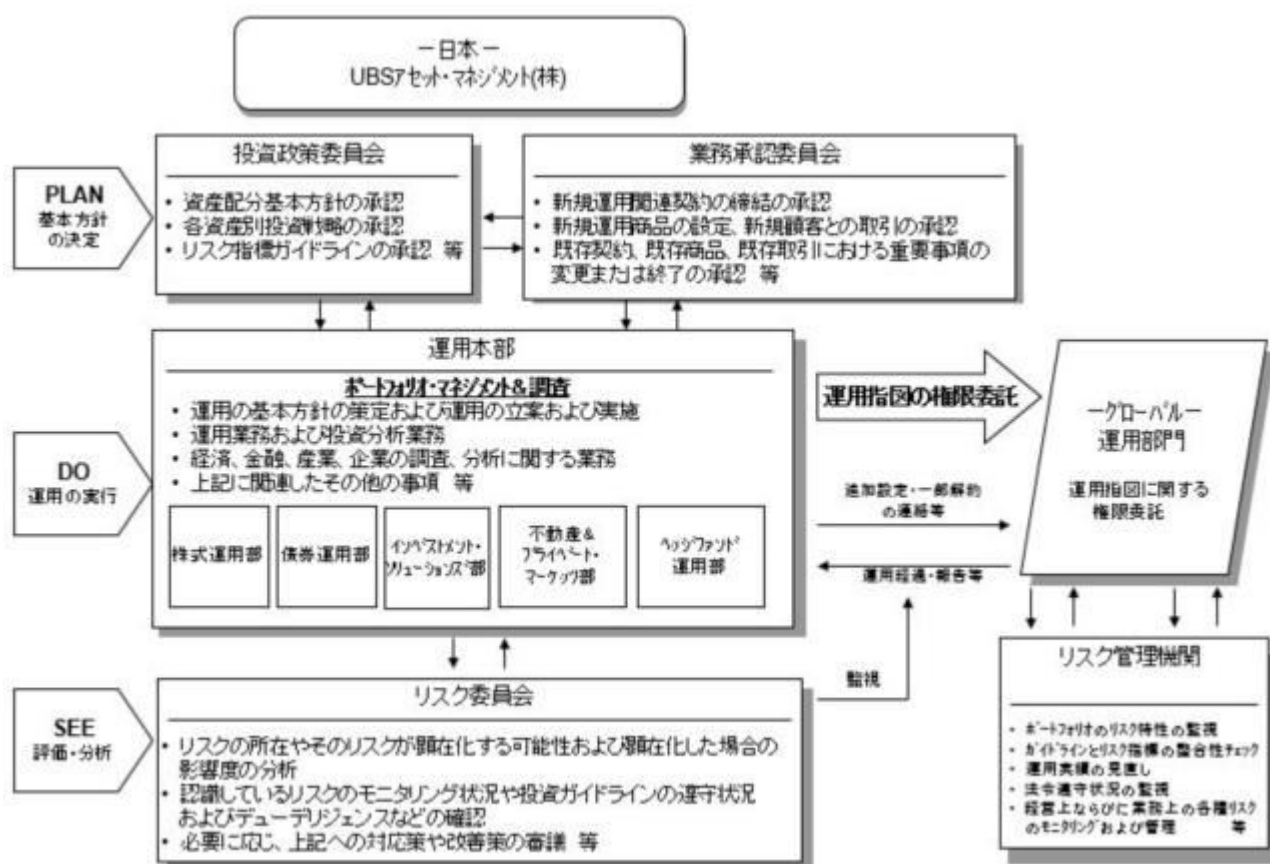 －日本－
UBSｱｾｯﾄ・ﾏﾈｼﾞﾒﾝﾄ(株)
PLAN
基本方針
の決定
投資政策委員会
・ 資産配分基本方針の承認
・ 各資産別投資戦略の承認
・ リスク指標ガイドラインの承認 等
業務承認委員会
・ 新規運用関連契約の締結の承認
・ 新規運用商品の設定、新規顧客との取引の承認
・ 既存契約、既存商品、既存取引における重要事項の
変更または終了の承認 等
DO
運用の実行
運用本部
ﾎﾟｰﾄﾌｫﾘｵ・ﾏﾈｼﾞﾒﾝﾄ&調査
・ 運用の基本方針の策定および運用の立案および実施
・ 運用業務および投資分析業務
・ 経済、金融、産業、企業の調査、分析に関する業務
・ 上記に関連したその他の事項 等
株式運用部
債券運用部
ｲﾝﾍﾞｽﾄﾒﾝﾄ・
ｿﾘｭｰｼｮﾝｽﾞ部
不動産&
ﾌﾟﾗｲﾍﾞｰﾄ・
ﾏｰｹｯﾂ部
ﾍｯｼﾞﾌｧﾝﾄﾞ
運用部
運用指図の権限委託
追加設定・一部解約
の連絡等
運用経過・報告等
監視
－ｸﾞﾛｰﾊﾞﾙ－
運用部門
運用指図に関する
権限委託
SEE
評価・分析
リスク委員会
・ リスクの所在やそのリスクが顕在化する可能性および顕在化した場合の
影響度の分析
・ 認識しているリスクのモニタリング状況や投資ガイドラインの遵守状況
およびデューデリジェンスなどの確認
・ 必要に応じ、上記への対応策や改善策の審議 等
リスク管理機関
・ ﾎﾟｰﾄﾌｫﾘｵのﾘｽｸ特性の監視
・ ｶﾞｲﾄﾞﾗｲﾝとﾘｽｸ指標の整合性ﾁｪｯｸ
・ 運用実績の見直し
・ 法令遵守状況の監視
・ 経営上ならびに業務上の各種ﾘｽｸ
のﾓﾆﾀﾘﾝｸﾞおよび管理 等